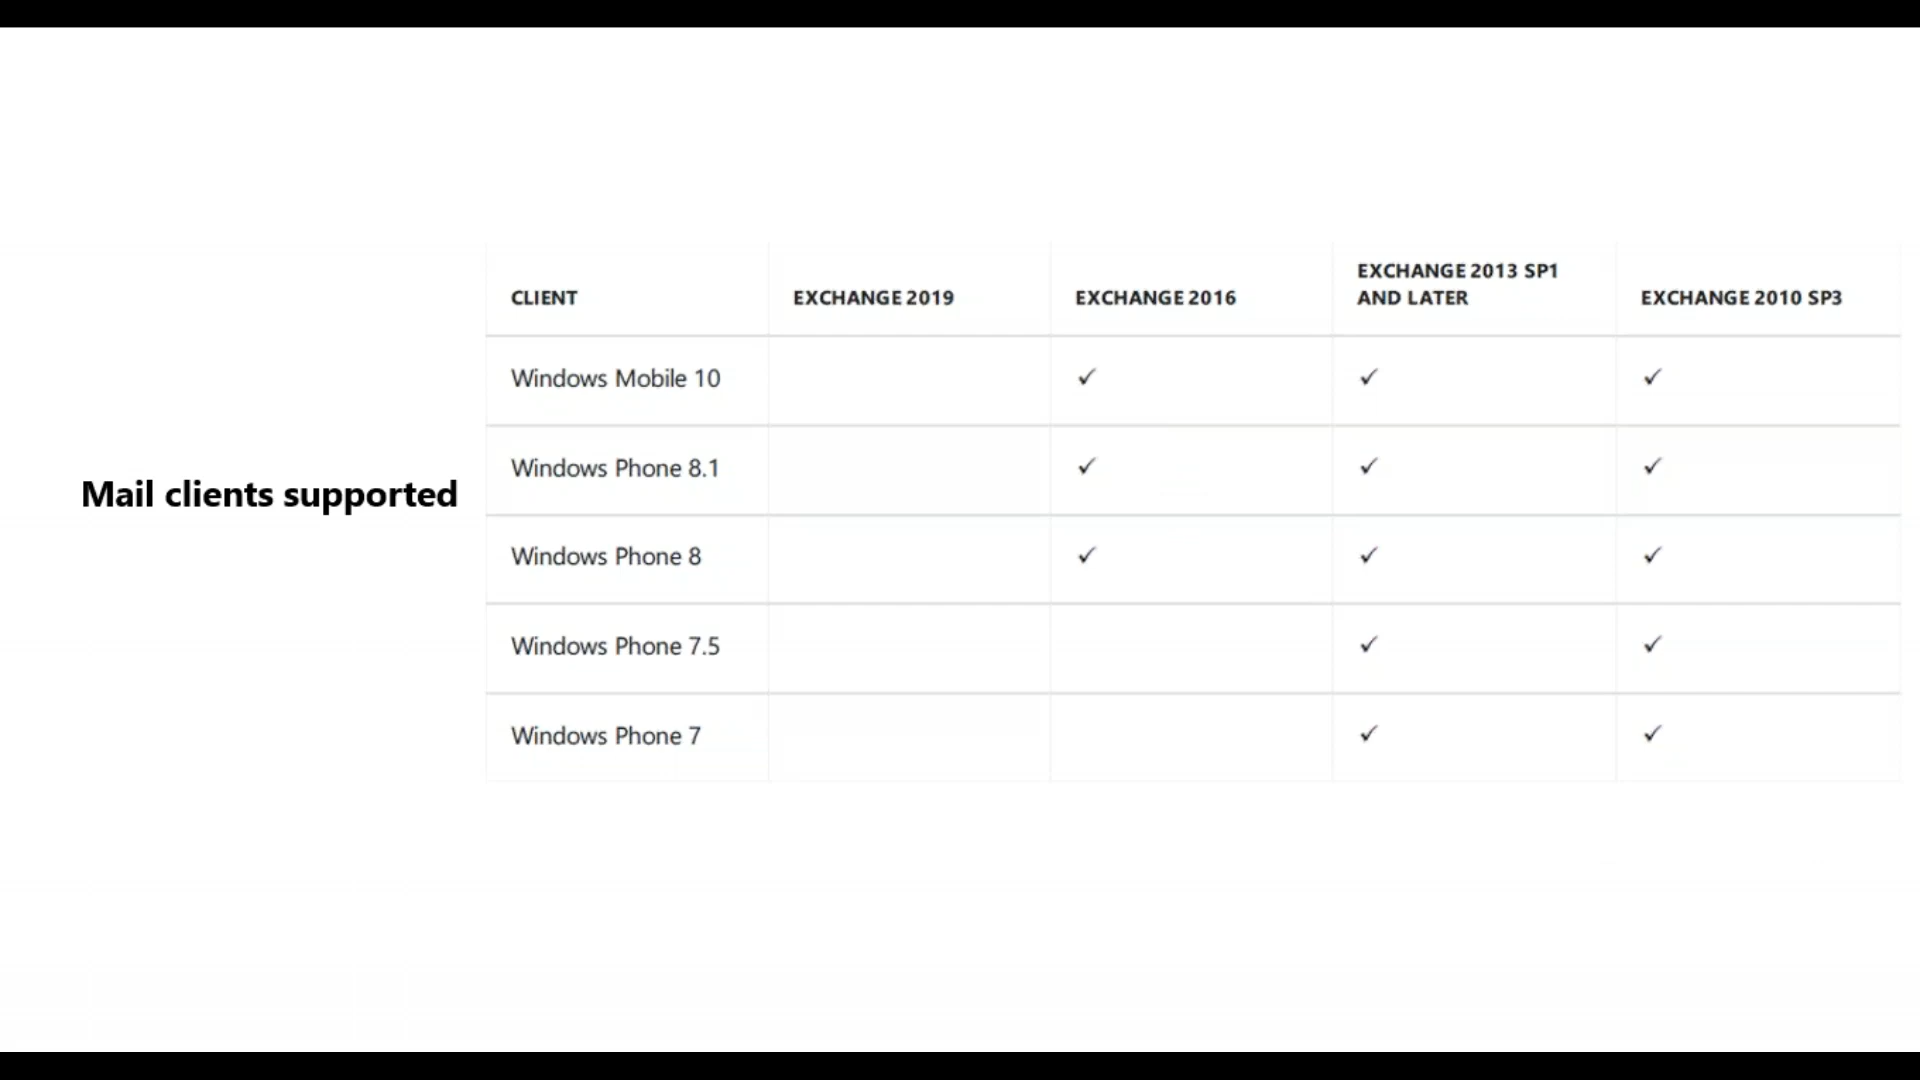 Mail clients supported
CLIENT EXCHANGE 2019 EXCHANGE 2016 EXCHANGE 2013 SP1 AND LATER EXCHANGE 2010 SP3
Windows Mobile 10 ✓ ✓ ✓
Windows Phone 8.1 ✓ ✓ ✓
Windows Phone 8 ✓ ✓ ✓
Windows Phone 7.5 ✓ ✓
Windows Phone 7 ✓ ✓